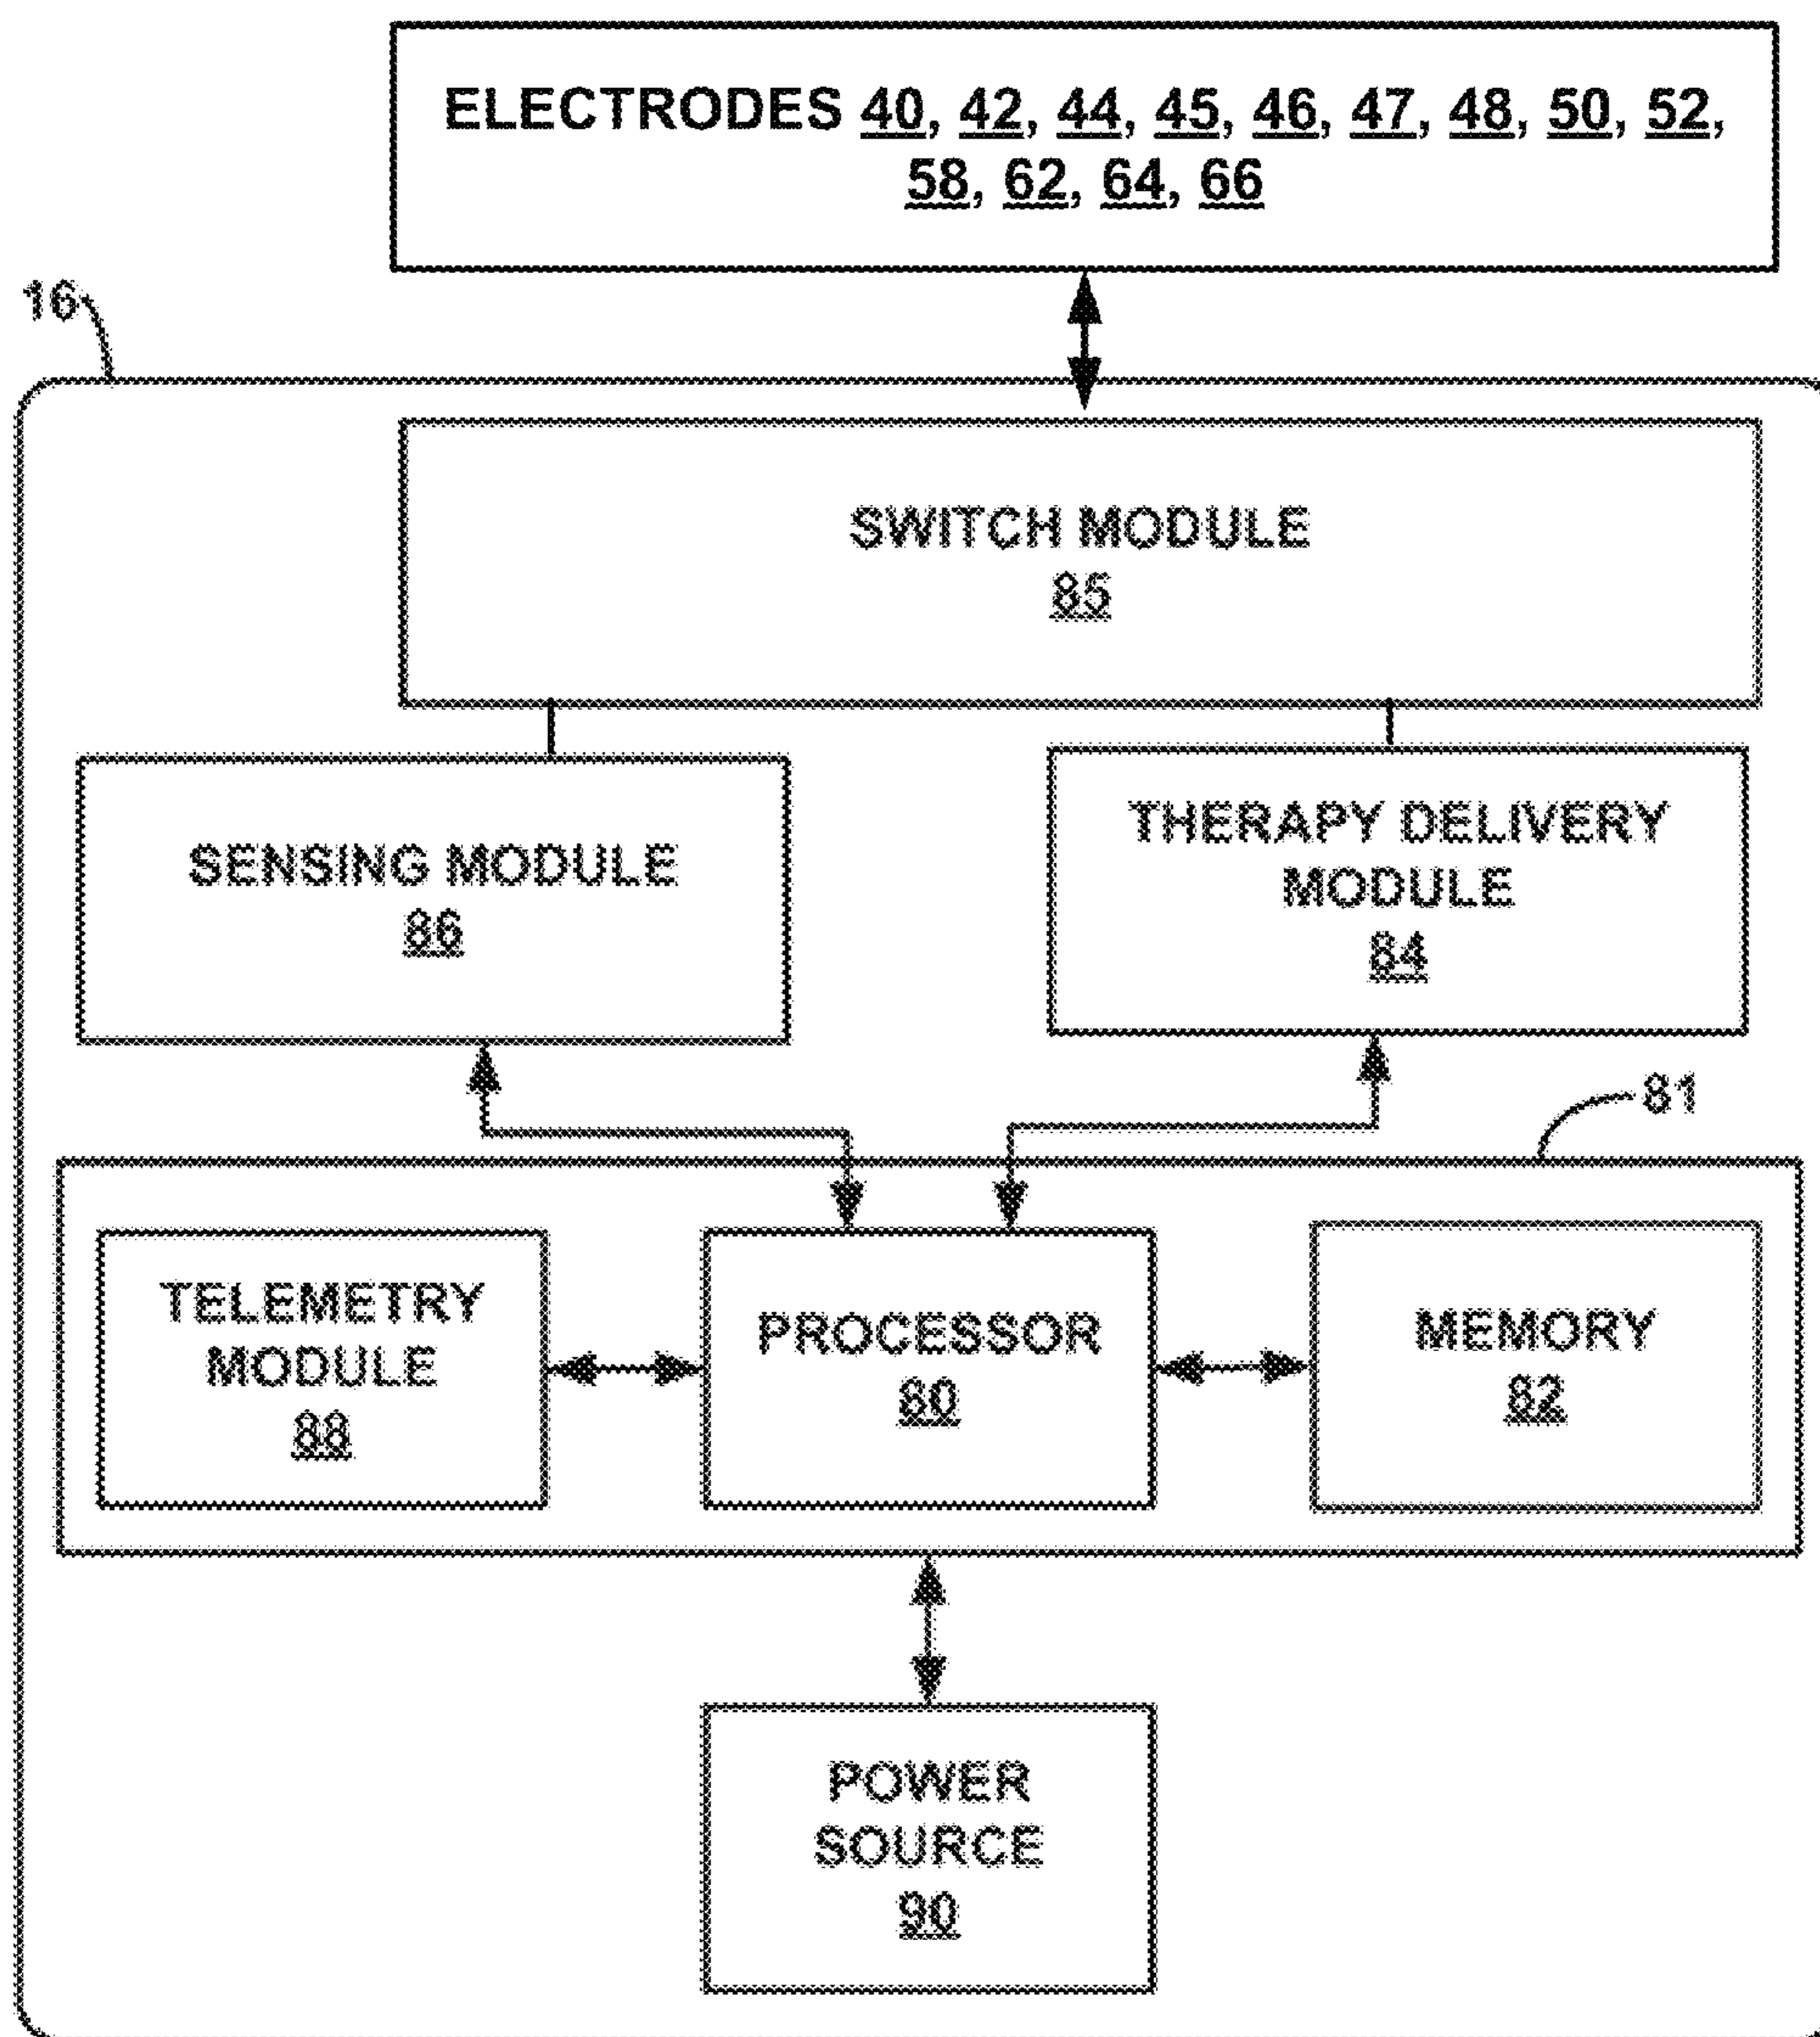 ELECTRODES 40, 42, 44, 45, 46, 47, 48, 50, 52,
58, 62, 64, 66
16
SWITCH MODULE
85
SENSING MODULE
86
THERAPY DELIVERY
MODULE
84
81
TELEMETRY
MODULE
88
PROCESSOR
80
MEMORY
82
POWER
SOURCE
90